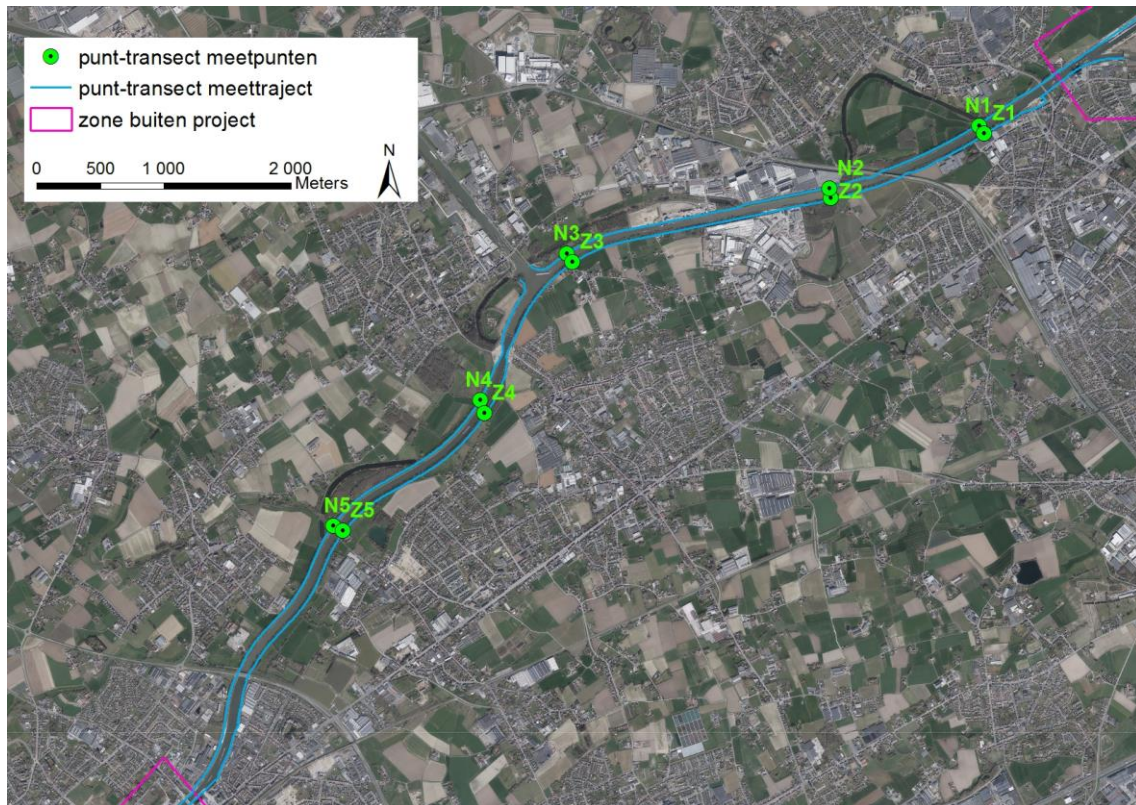 punt-transect meetpunten
punt-transect meettraject
zone buiten project
0 500 1 000 2 000
Meters
N
N1 Z1
N2
Z2
N3 Z3
N4 Z4
N5 Z5